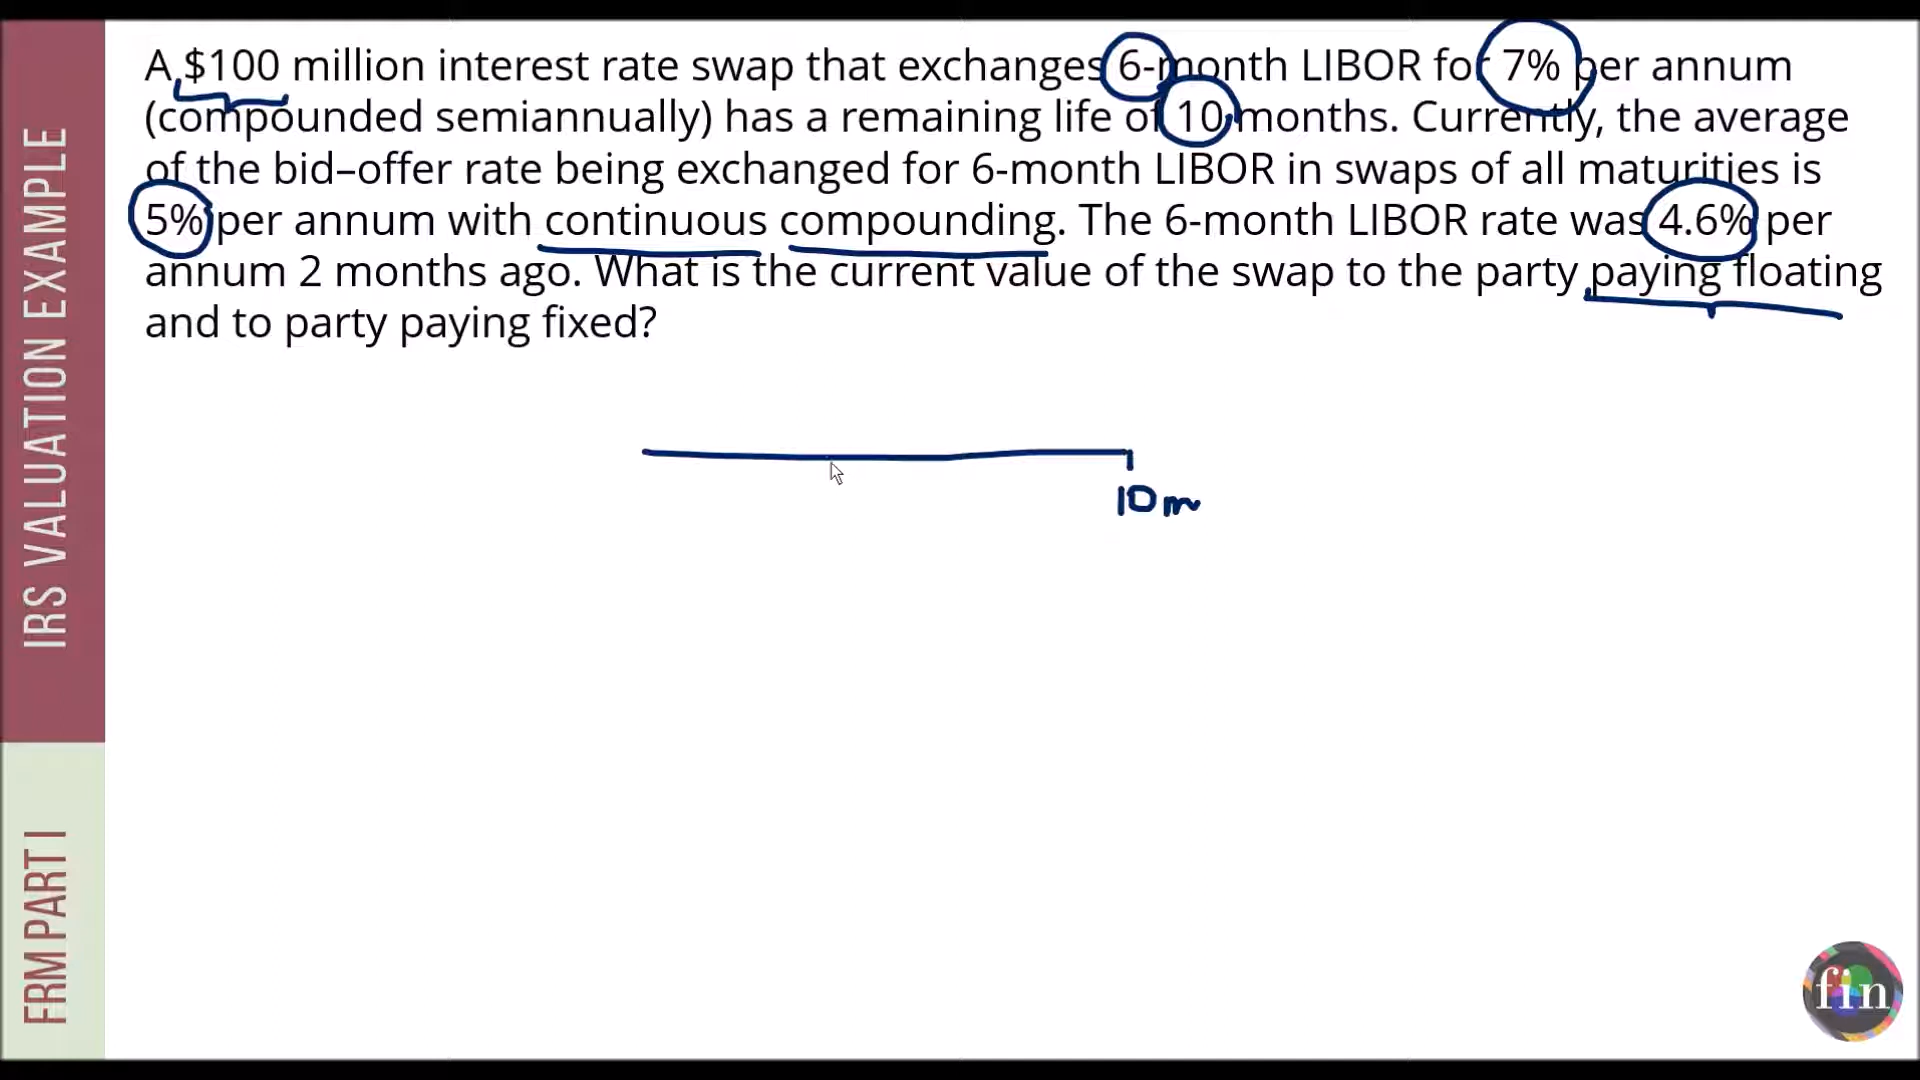 A $100 million interest rate swap that exchanges 6-month LIBOR for 7% per annum
(compounded semiannually) has a remaining life of 10 months. Currently, the average
of the bid–offer rate being exchanged for 6-month LIBOR in swaps of all maturities is
5% per annum with continuous compounding. The 6-month LIBOR rate was 4.6% per
annum 2 months ago. What is the current value of the swap to the party paying floating
and to party paying fixed?
10m
IRS VALUATION EXAMPLE
FRM PART I
fin